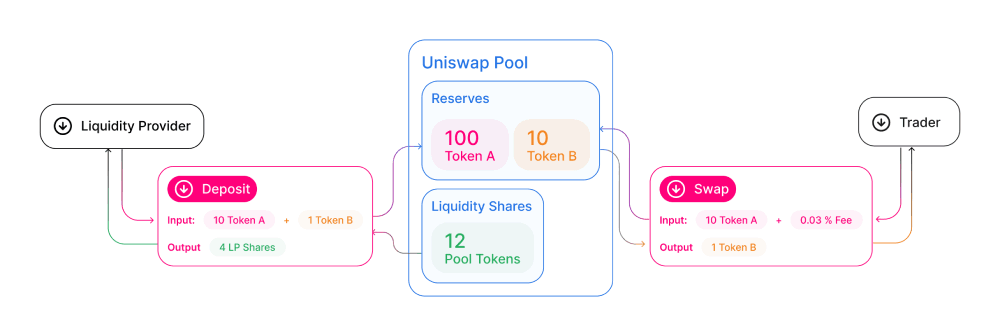 Uniswap Pool
Reserves
100
Token A
10
Token B
Liquidity Shares
12
Pool Tokens
Liquidity Provider
Deposit
Input: 10 Token A + 1 Token B
Output 4 LP Shares
Trader
Swap
Input: 10 Token A + 0.03 % Fee
Output 1 Token B